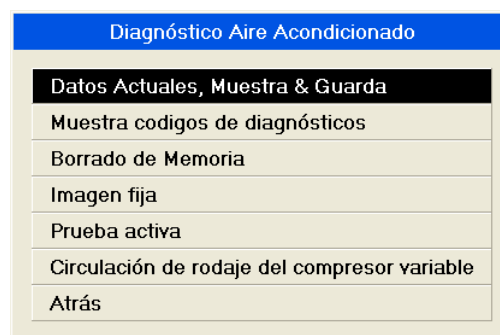 Diagnóstico Aire Acondicionado
Datos Actuales, Muestra & Guarda
Muestra codigos de diagnósticos
Borrado de Memoria
Imagen fija
Prueba activa
Circulación de rodaje del compresor variable
Atrás